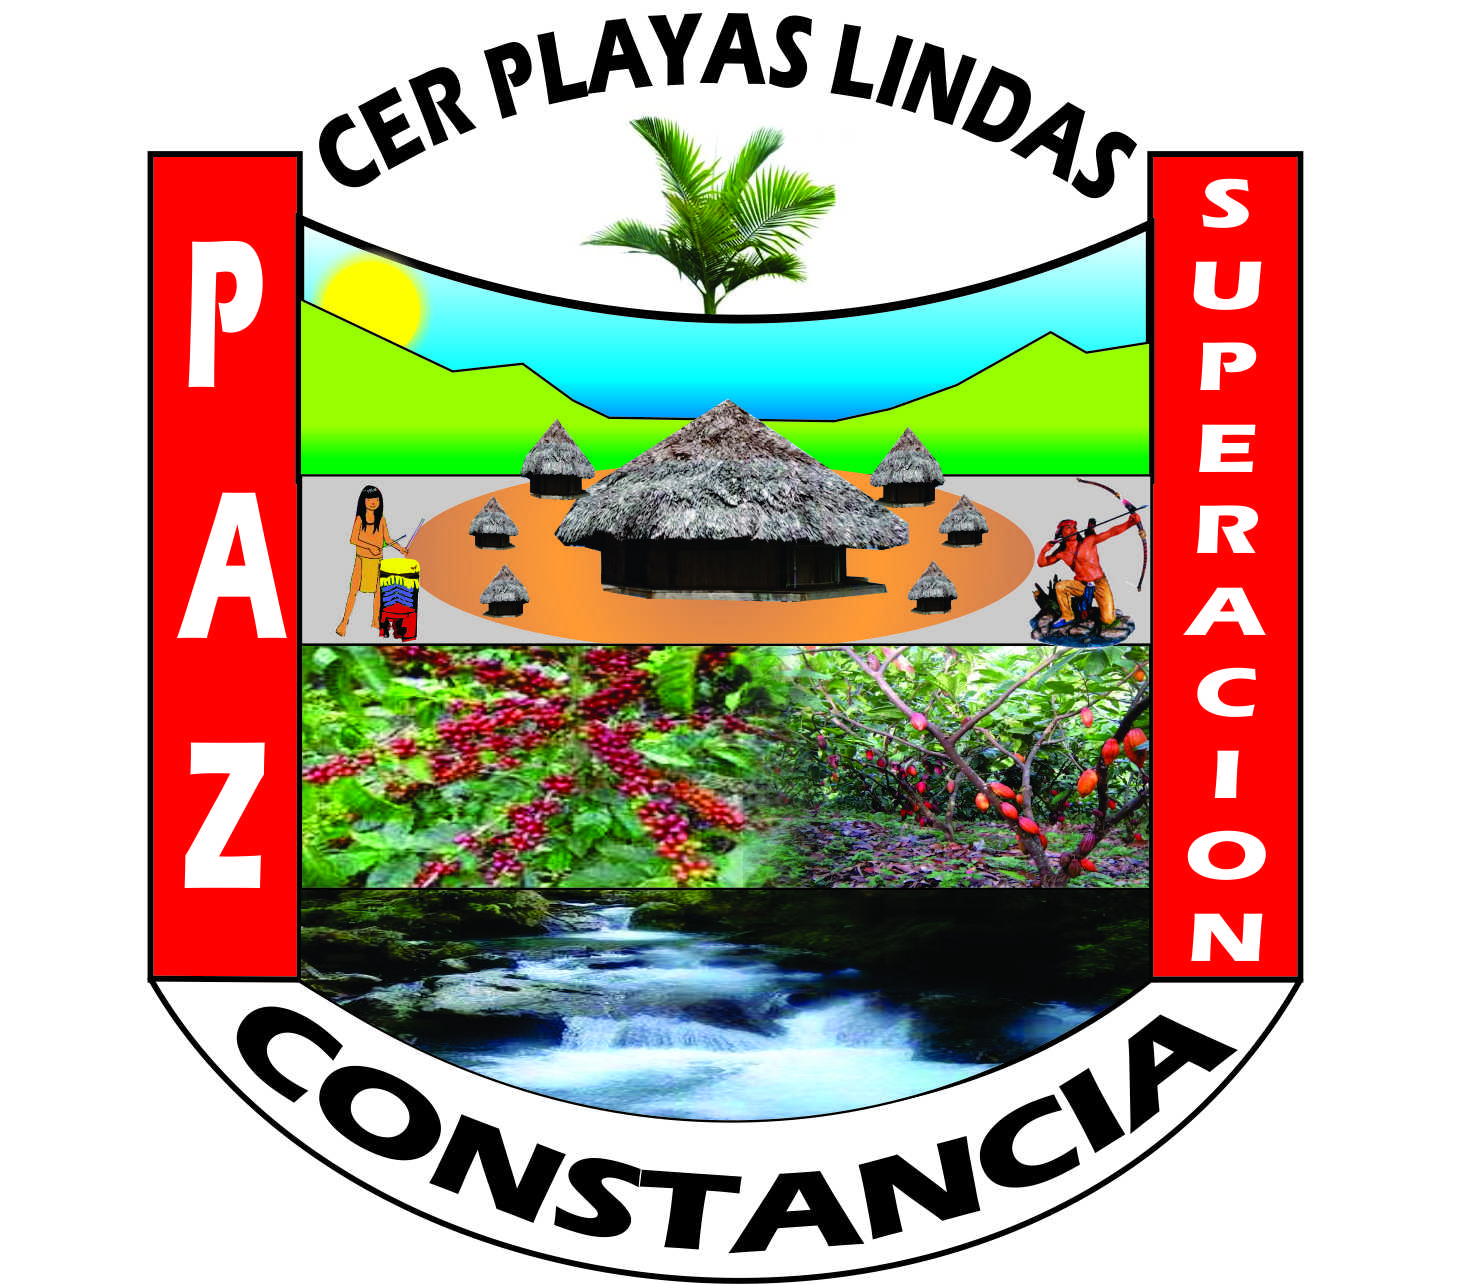 CER PLAYAS LINDAS
PAZ
SUPERACION
CONSTANCIA